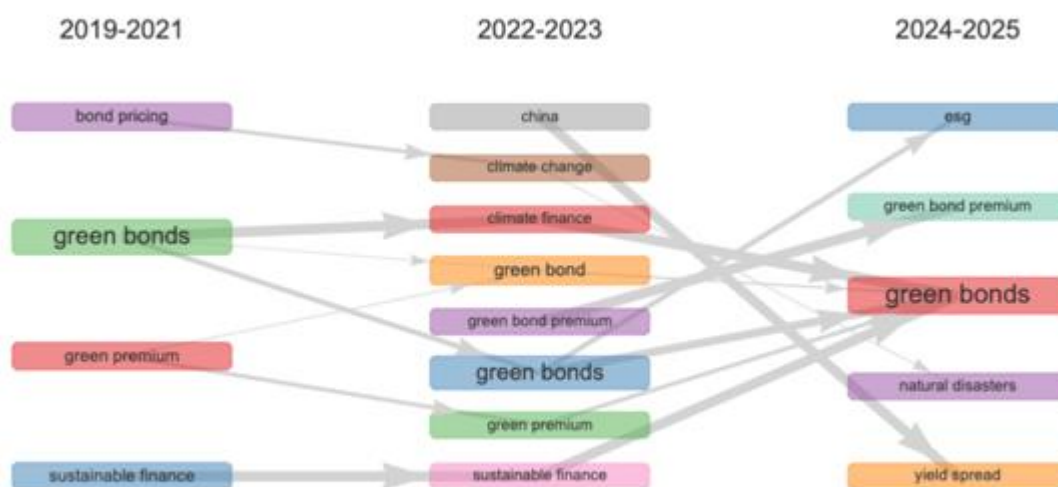 2019-2021
2022-2023
2024-2025
bond pricing
green bonds
green premium
sustainable finance
china
climate change
climate finance
green bond
green bond premium
green bonds
green premium
sustainable finance
esg
green bond premium
green bonds
natural disasters
yield spread